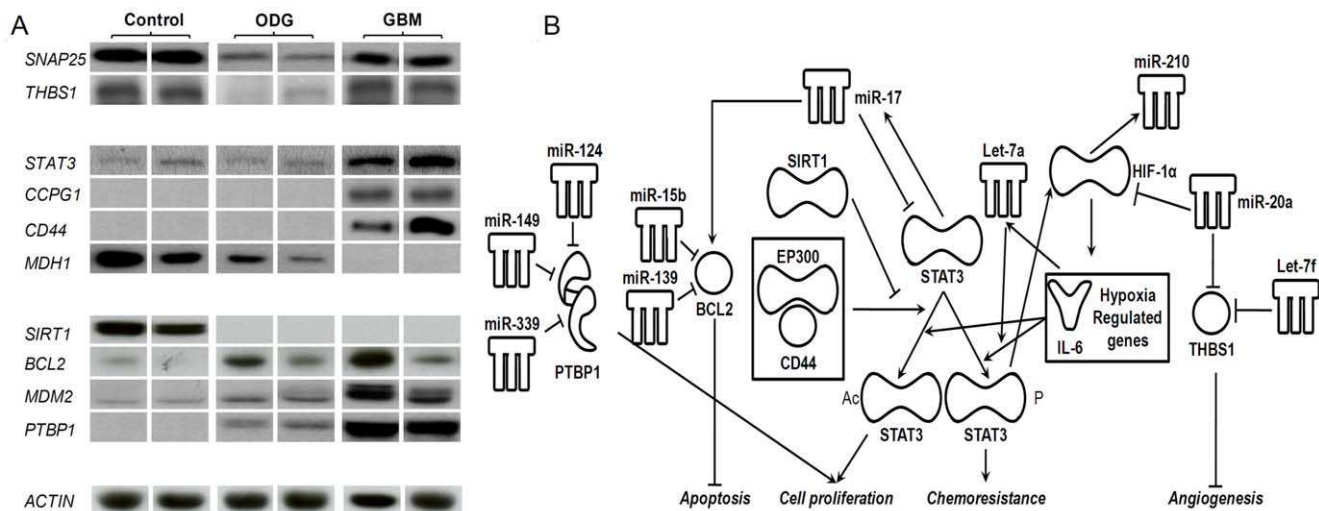 A
Control ODG GBM
SNAP25
THBS1
STAT3
CCPG1
CD44
MDH1
SIRT1
BCL2
MDM2
PTBP1
ACTIN
B
miR-210
miR-17
miR-124
SIRT1
Let-7a
HIF-1α
miR-15b
miR-20a
miR-149
EP300
STAT3
miR-139
BCL2
Hypoxia
Regulated
genes
Let-7f
miR-339
CD44
IL-6
THBS1
PTBP1
Ac
P
STAT3
STAT3
Apoptosis
Cell proliferation
Chemoresistance
Angiogenesis